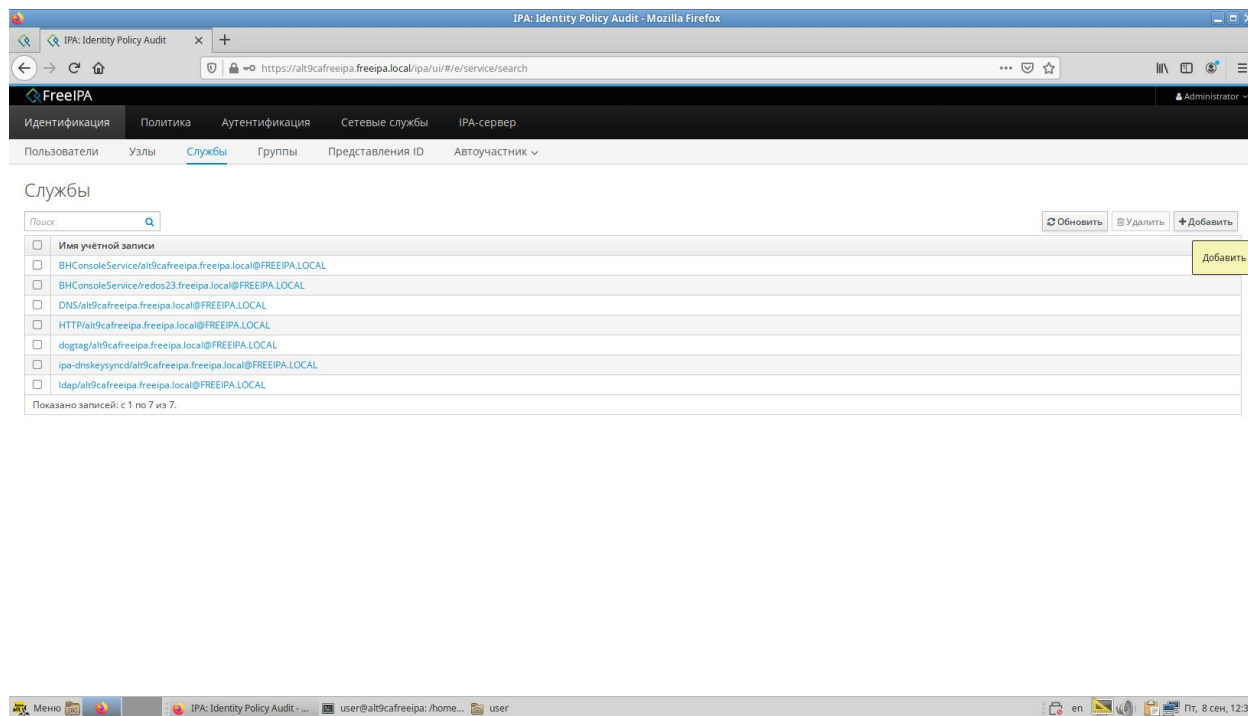 IPA: Identity Policy Audit - Mozilla Firefox
IPA: Identity Policy Audit
https://alt9cafreeipa.freeipa.local/ipa/ui/#/e/service/search
FreeIPA
Administrator
Идентификация Политика Аутентификация Сетевые службы IPA-сервер
Пользователи Узлы Службы Группы Представления ID Автоучастник
Службы
Поиск Обновить Удалить Добавить
Имя учётной записи
Добавить
BHConsoleService/alt9cafreeipa.freeipa.local@FREEIPA.LOCAL
BHConsoleService/redos23.freeipa.local@FREEIPA.LOCAL
DNS/alt9cafreeipa.freeipa.local@FREEIPA.LOCAL
HTTP/alt9cafreeipa.freeipa.local@FREEIPA.LOCAL
dogtag/alt9cafreeipa.freeipa.local@FREEIPA.LOCAL
ipa-dnskeysyncd/alt9cafreeipa.freeipa.local@FREEIPA.LOCAL
ldap/alt9cafreeipa.freeipa.local@FREEIPA.LOCAL
Показано записей: с 1 по 7 из 7.
Меню IPA: Identity Policy Audit - ... user@alt9cafreeipa: /home... user en Пт, 8 сен, 12:3